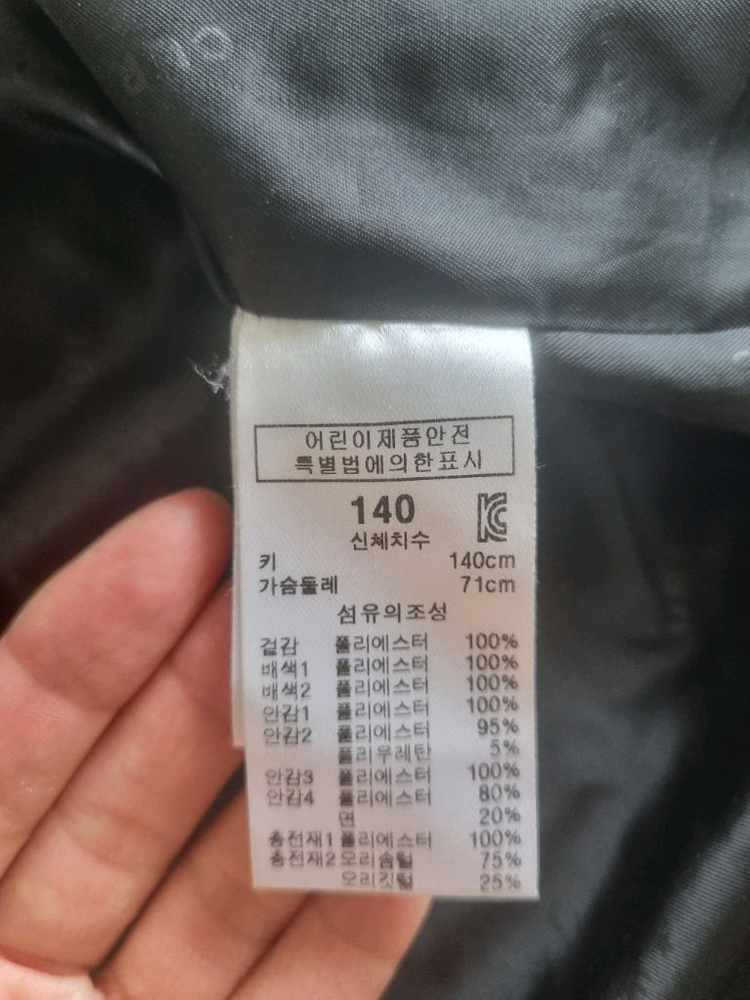 어린이제품안전
특별법에의한표시
140
신체치수
키 140cm
가슴둘레 71cm
섬유의조성
겉감 폴리에스터 100%
배색1 폴리에스터 100%
배색2 폴리에스터 100%
안감1 폴리에스터 100%
안감2 폴리에스터 95%
폴리우레탄 5%
안감3 폴리에스터 100%
안감4 폴리에스터 80%
면 20%
충전재1 폴리에스터 100%
충전재2 오리솜털 75%
오리깃털 25%